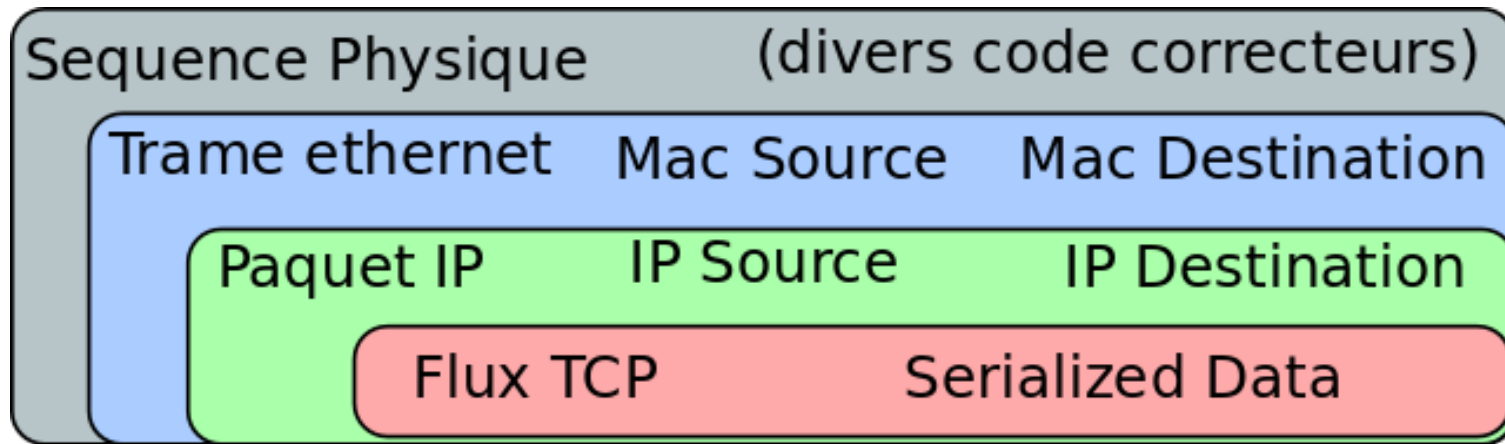 Sequence Physique (divers code correcteurs)
Trame ethernet Mac Source Mac Destination
Paquet IP IP Source IP Destination
Flux TCP Serialized Data